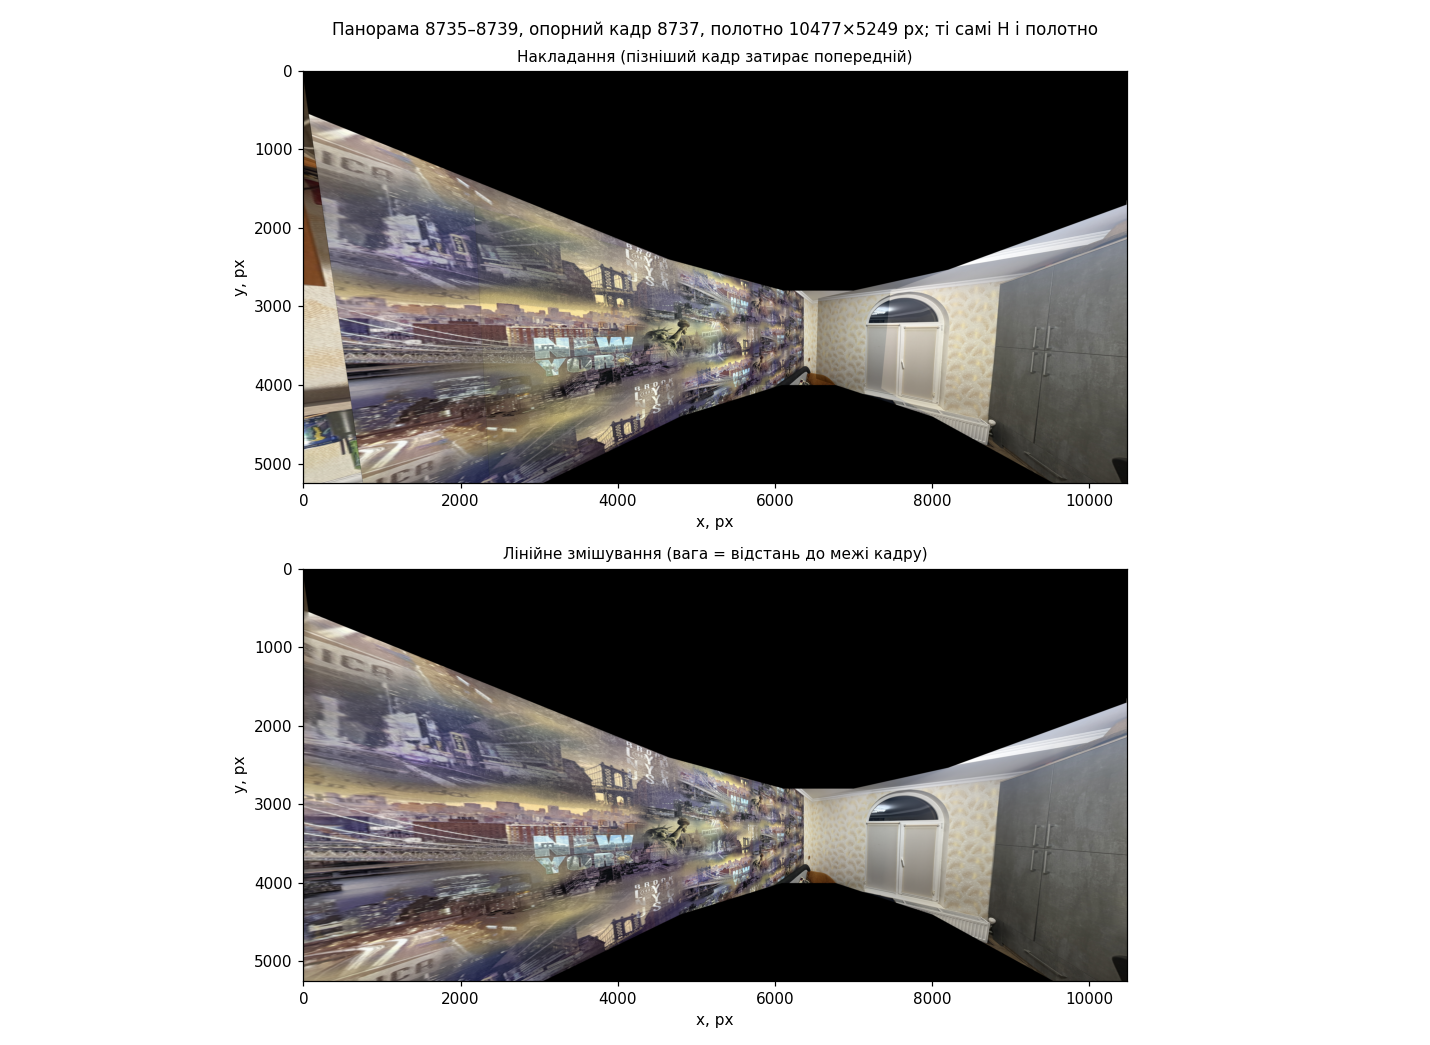 Панорама 8735–8739, опорний кадр 8737, полотно 10477×5249 px; ті самі H і полотно
Накладання (пізніший кадр затирає попередній)
0
1000
2000
3000
4000
5000
y, px
0 2000 4000 6000 8000 10000
x, px
Лінійне змішування (вага = відстань до межі кадру)
0
1000
2000
3000
4000
5000
y, px
0 2000 4000 6000 8000 10000
x, px